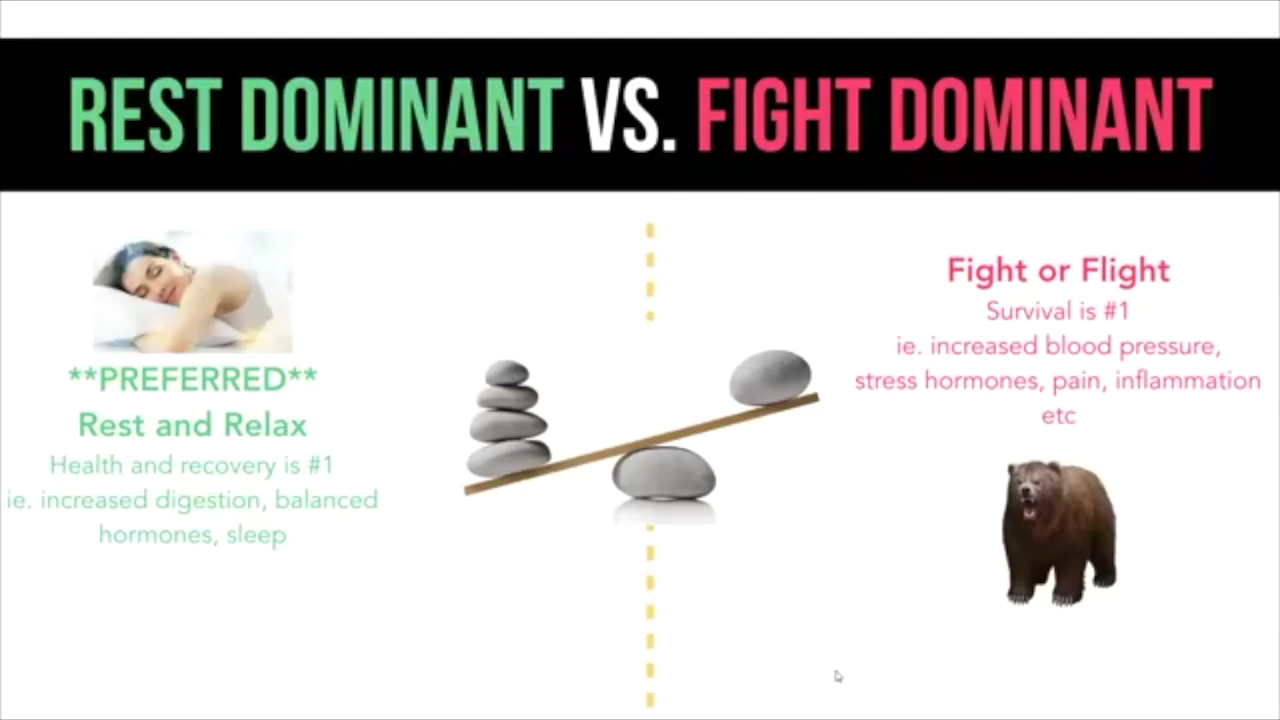 REST DOMINANT VS. FIGHT DOMINANT
**PREFERRED**
Rest and Relax
Health and recovery is #1
ie. increased digestion, balanced
hormones, sleep
Fight or Flight
Survival is #1
ie. increased blood pressure,
stress hormones, pain, inflammation
etc